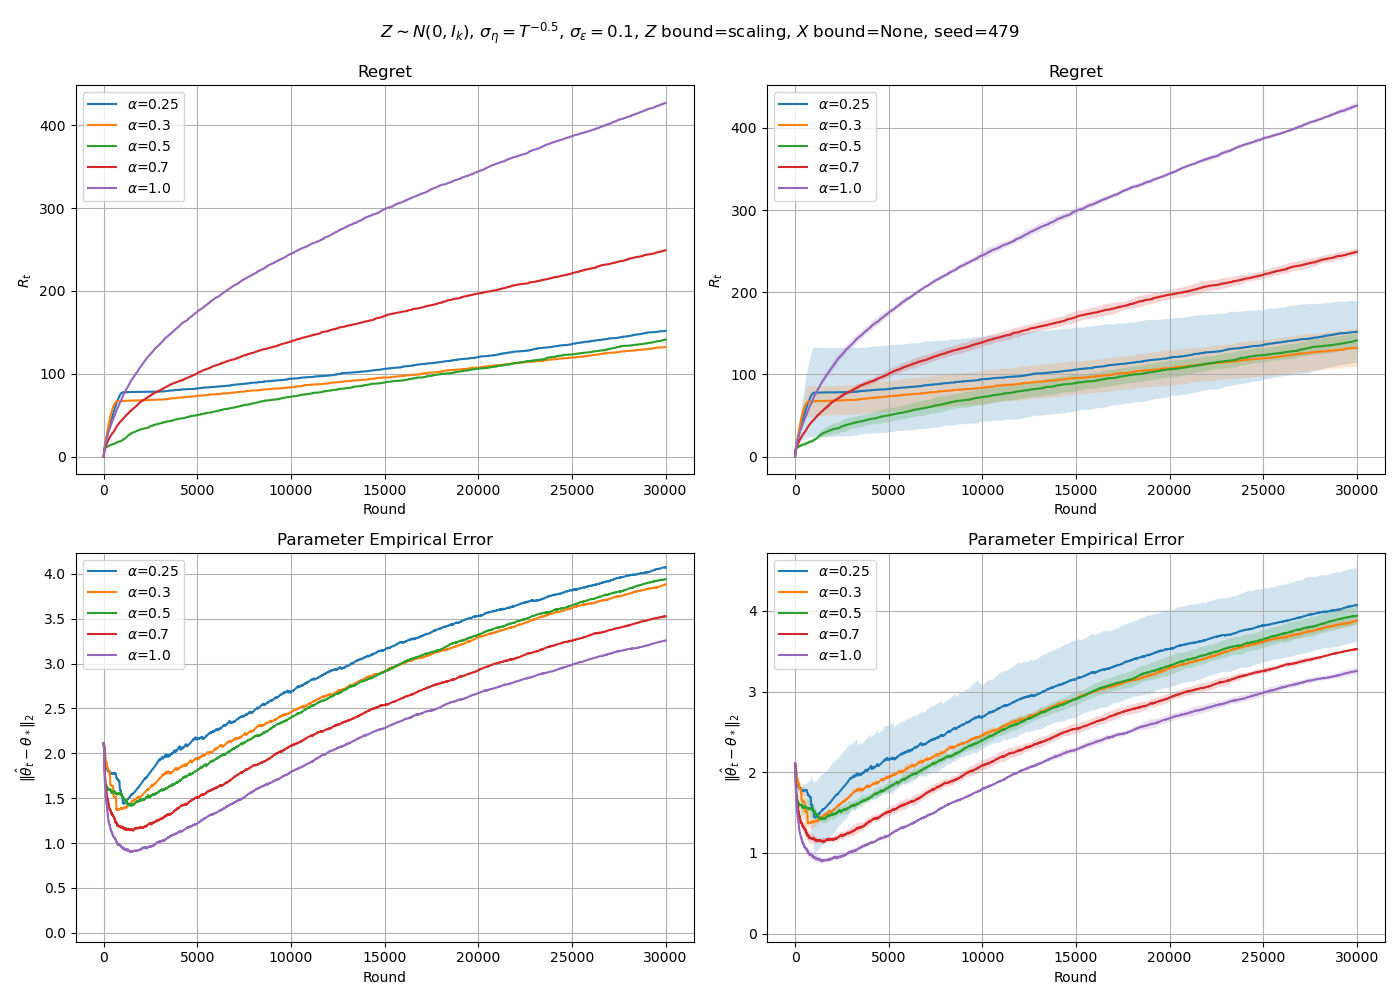 Z ~ N(0, I_k), σ_η = T^{-0.5}, σ_ε = 0.1, Z bound=scaling, X bound=None, seed=479
Regret
R_t
400
300
200
100
0
α=0.25
α=0.3
α=0.5
α=0.7
α=1.0
0 5000 10000 15000 20000 25000 30000
Round
Regret
R_t
400
300
200
100
0
α=0.25
α=0.3
α=0.5
α=0.7
α=1.0
0 5000 10000 15000 20000 25000 30000
Round
Parameter Empirical Error
‖θ̂_t − θ_*‖_2
4.0
3.5
3.0
2.5
2.0
1.5
1.0
0.5
0.0
α=0.25
α=0.3
α=0.5
α=0.7
α=1.0
0 5000 10000 15000 20000 25000 30000
Round
Parameter Empirical Error
‖θ̂_t − θ_*‖_2
4
3
2
1
0
α=0.25
α=0.3
α=0.5
α=0.7
α=1.0
0 5000 10000 15000 20000 25000 30000
Round